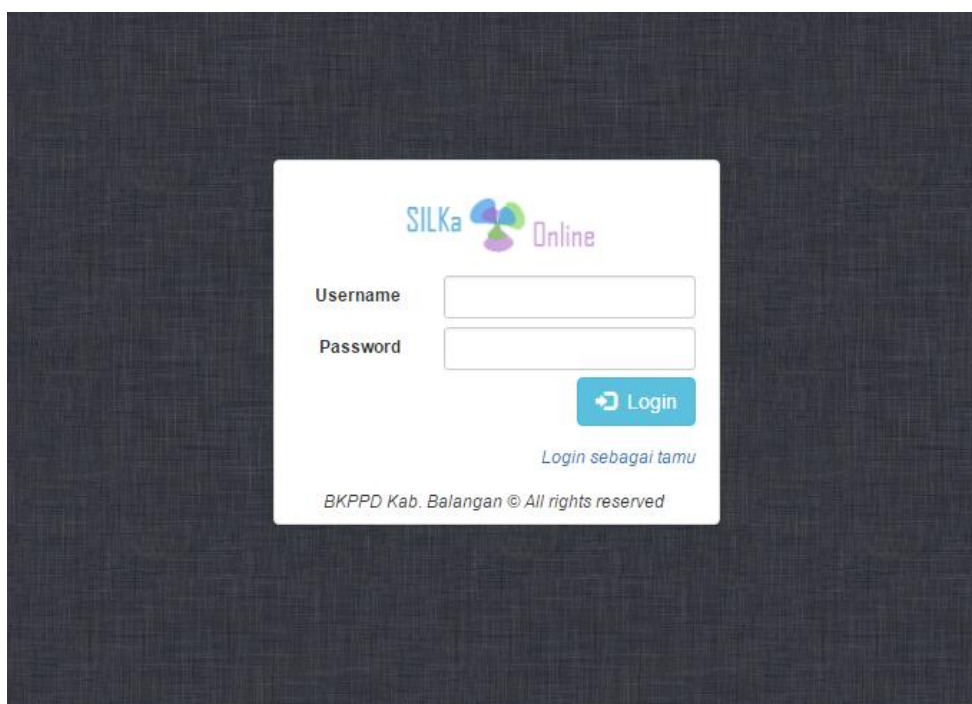 SILKa Online
Username
Password
Login
Login sebagai tamu
BKPPD Kab. Balangan © All rights reserved